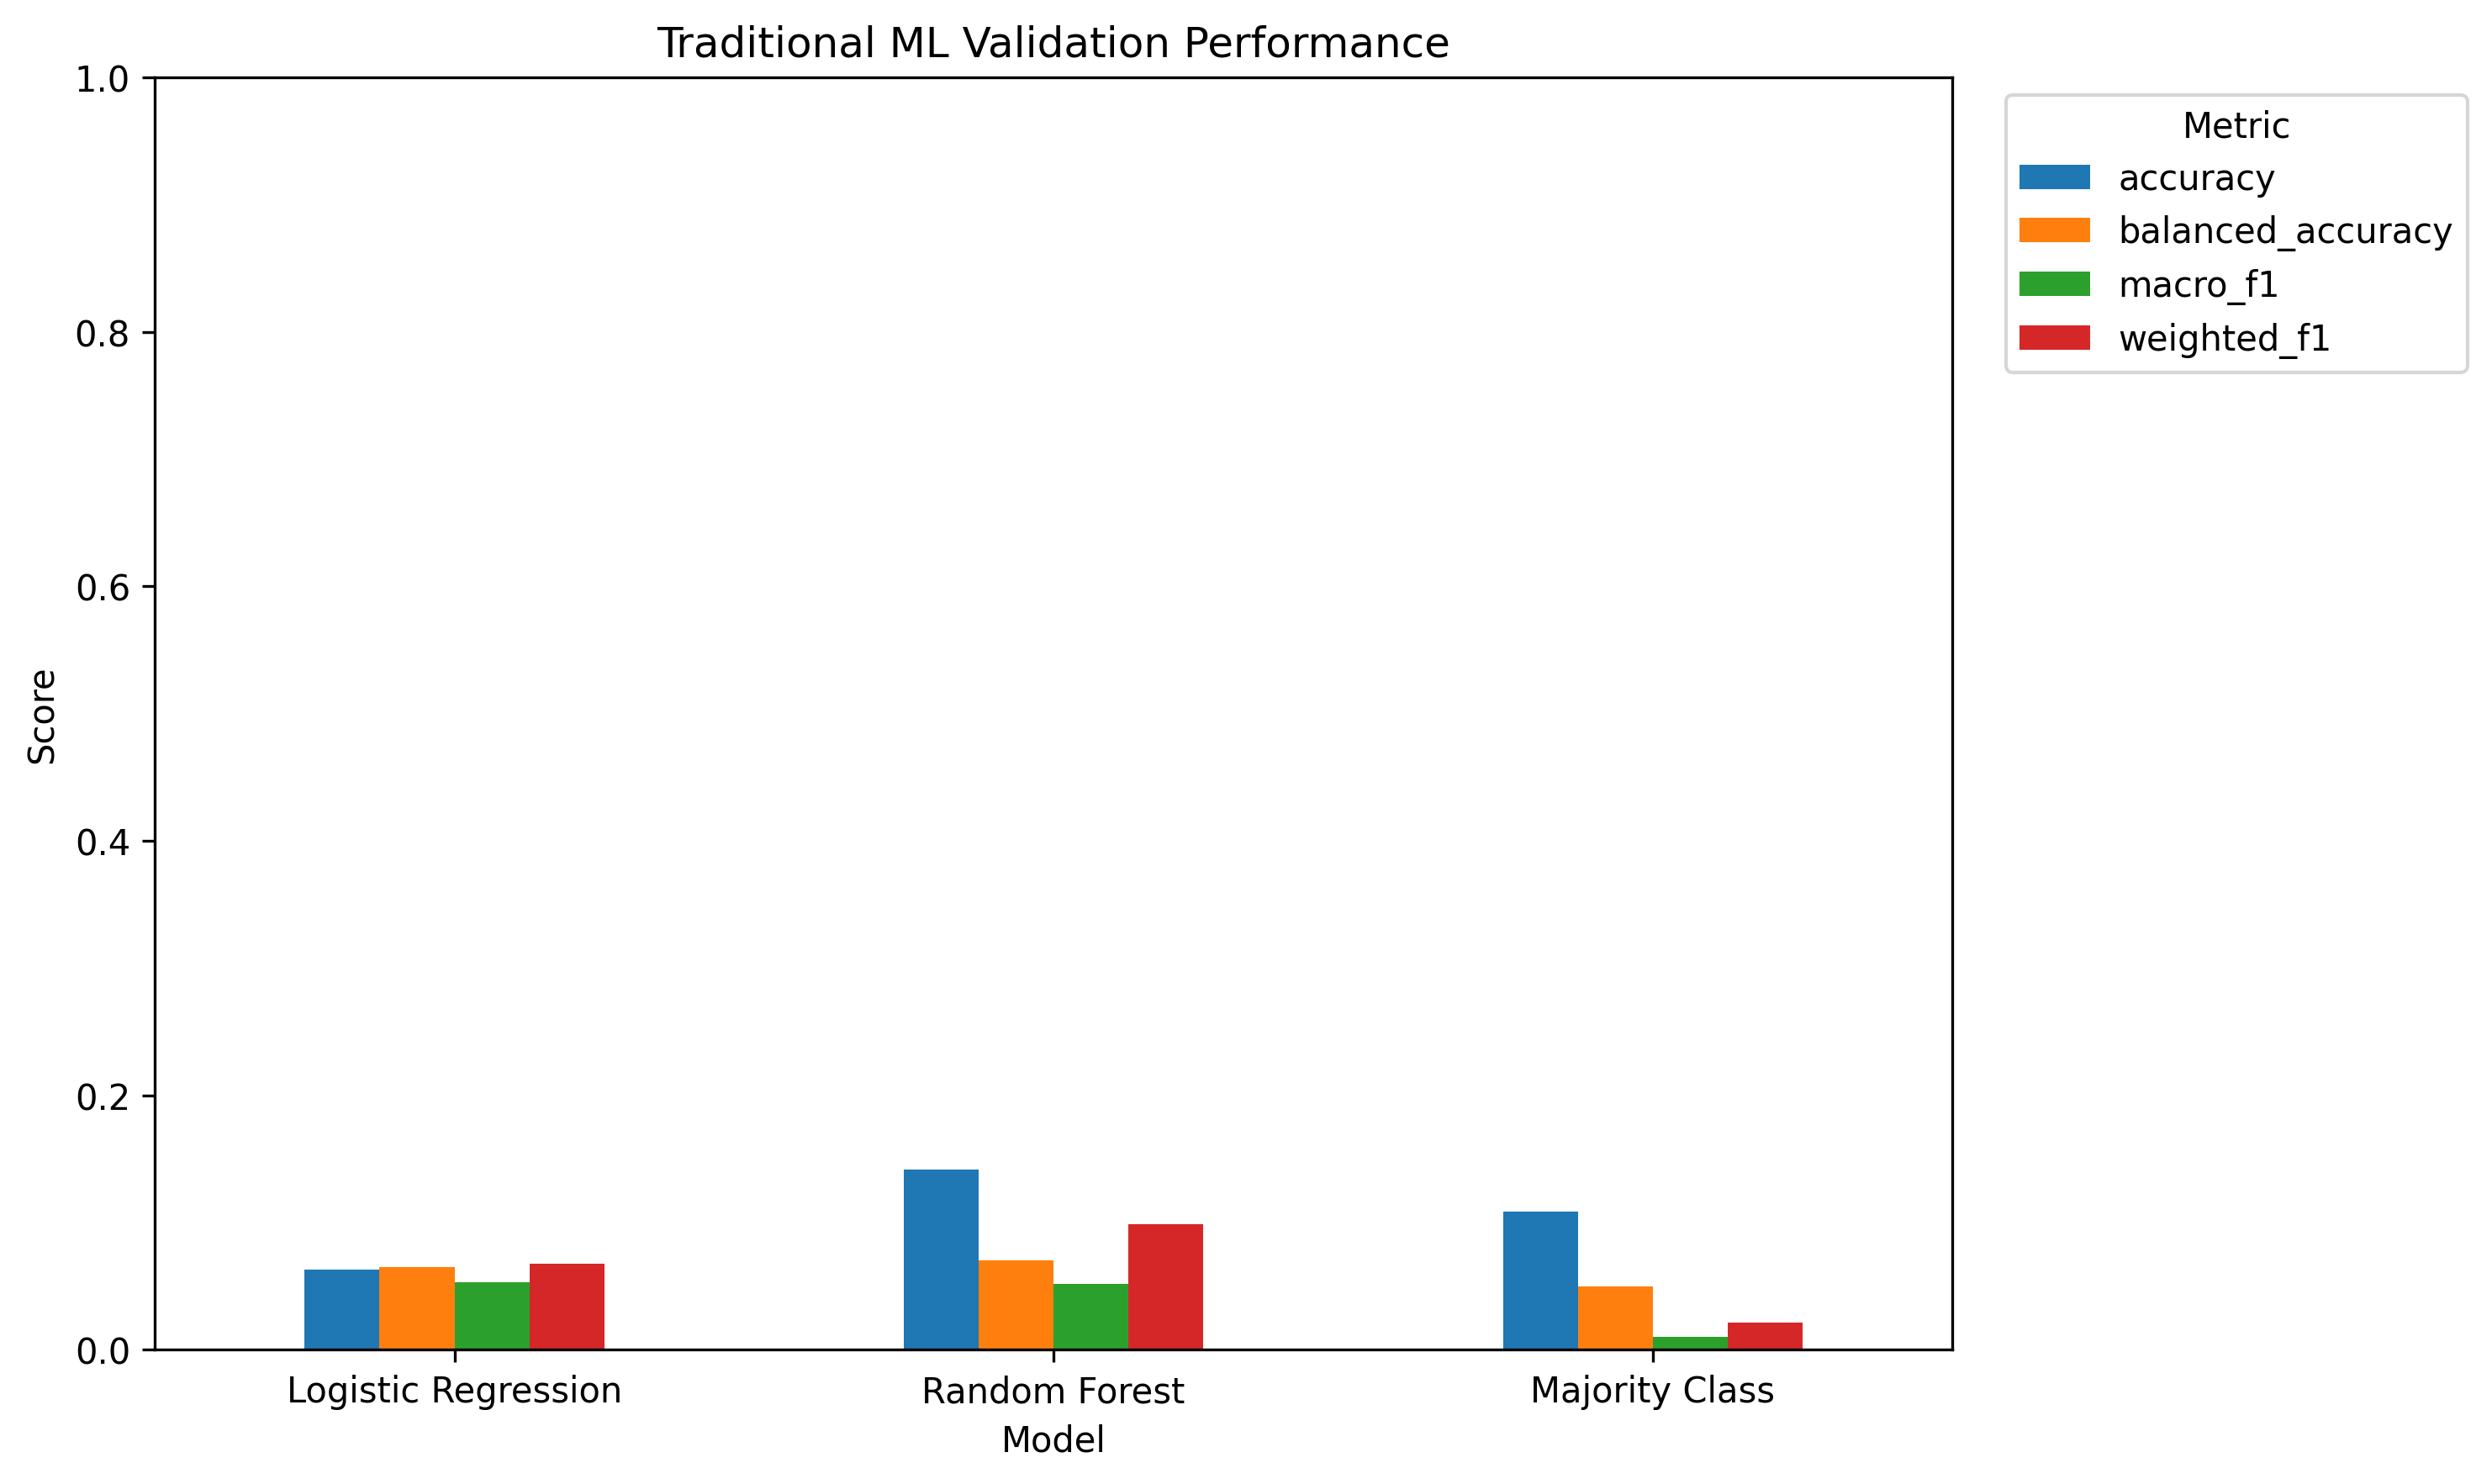 Traditional ML Validation Performance
1.0
0.8
0.6
0.4
0.2
0.0
Score
Logistic Regression
Random Forest
Majority Class
Model
Metric
accuracy
balanced_accuracy
macro_f1
weighted_f1